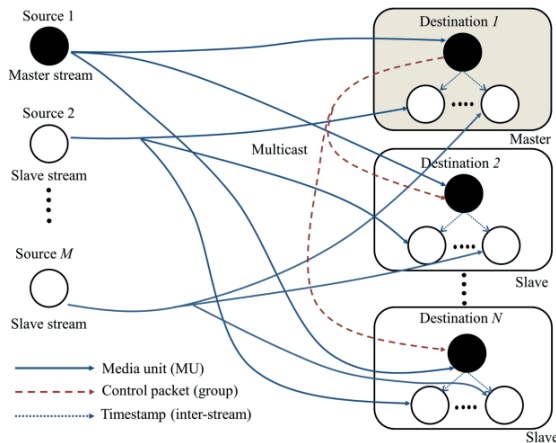 Source 1
Master stream
Source 2
Slave stream
Source M
Slave stream
Multicast
Destination 1
Master
Destination 2
Slave
Destination N
Slave
Media unit (MU)
Control packet (group)
Timestamp (inter-stream)